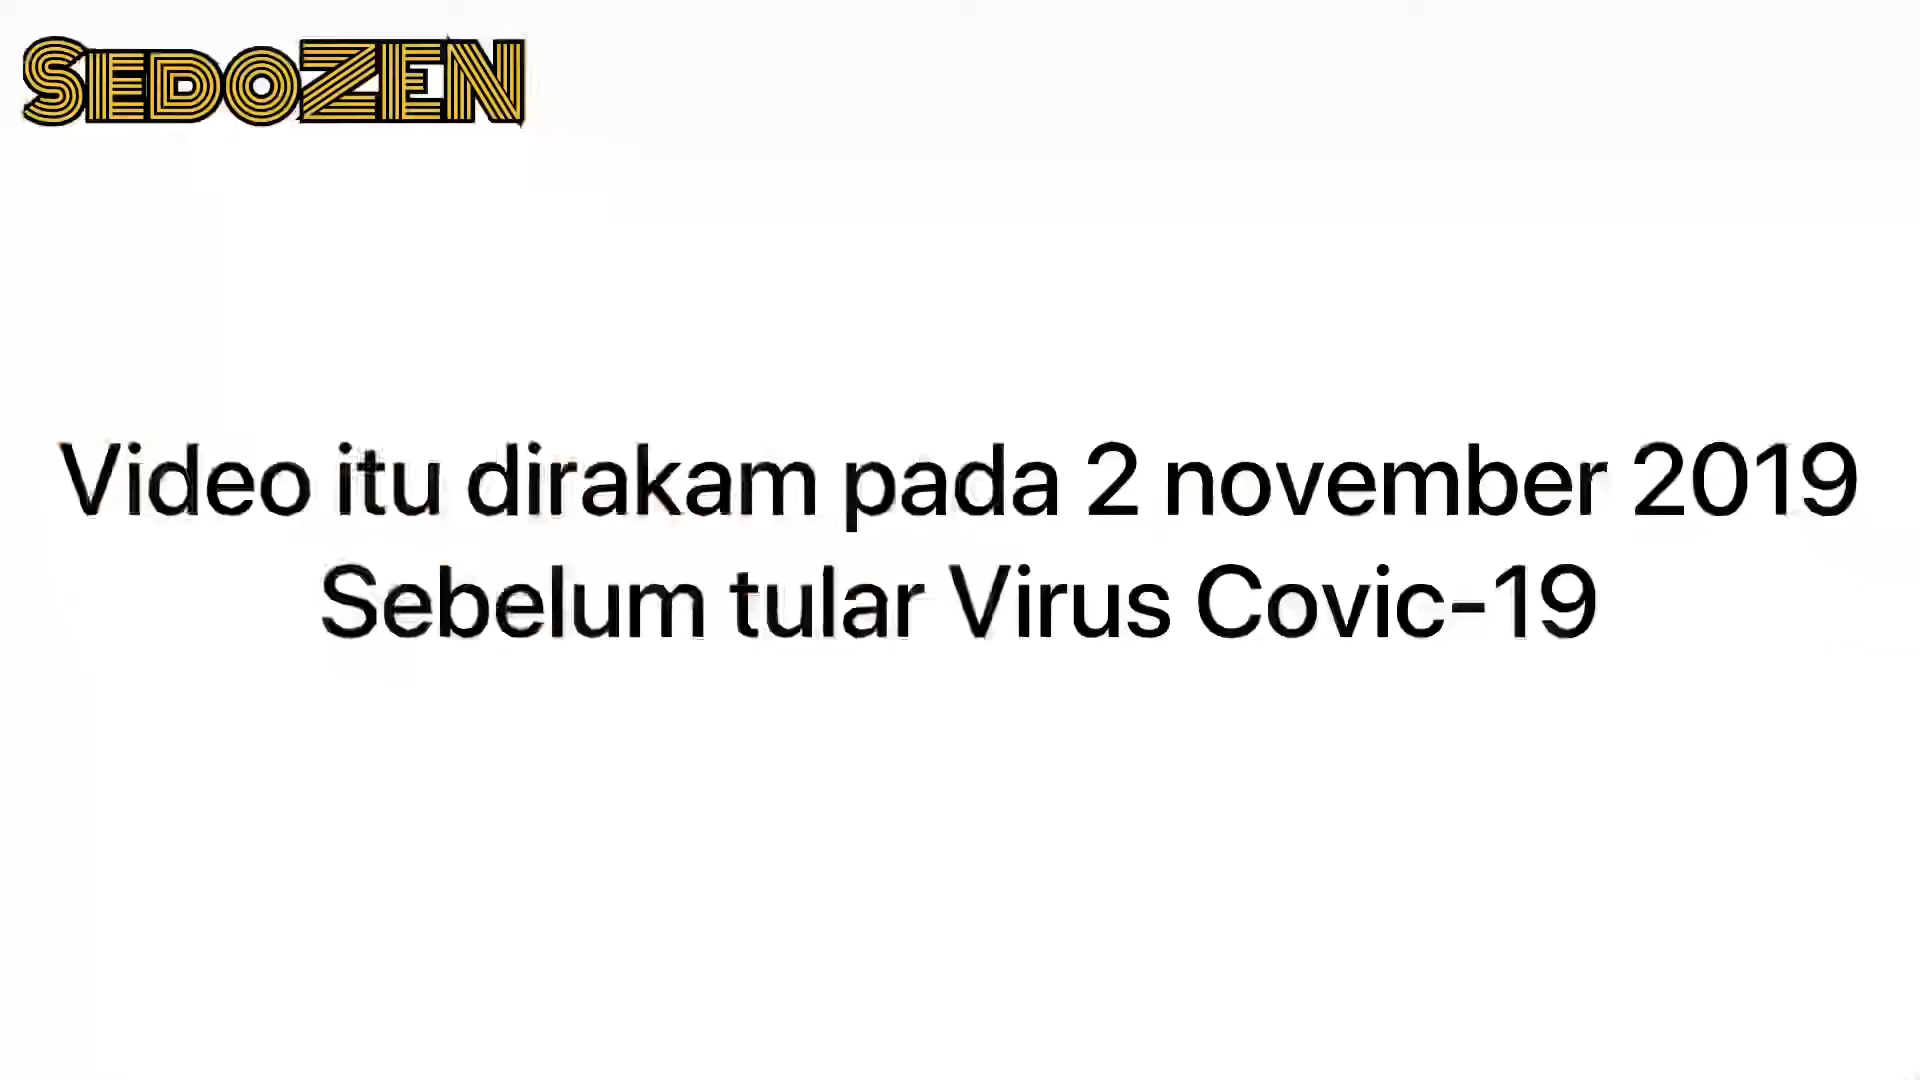 SEDOZEN
Video itu dirakam pada 2 november 2019
Sebelum tular Virus Covic-19